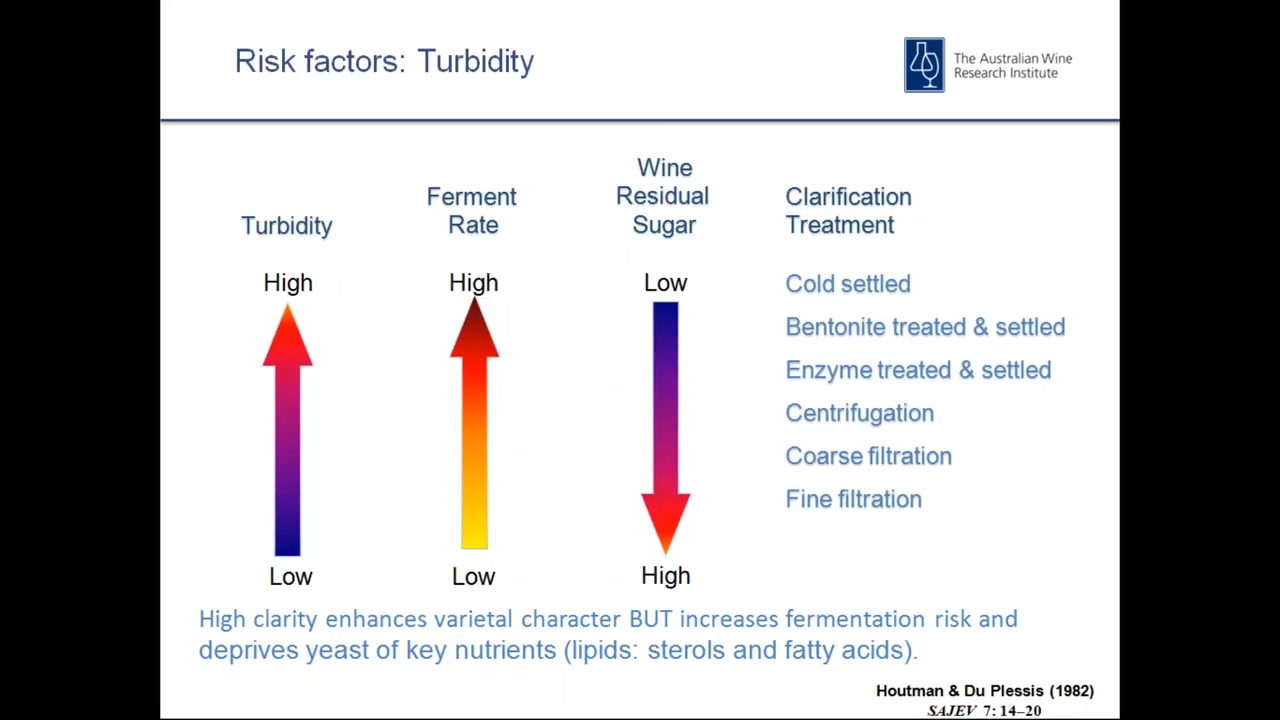 Risk factors: Turbidity
The Australian Wine
Research Institute
Turbidity
Ferment
Rate
Wine
Residual
Sugar
Clarification
Treatment
High
High
Low
Cold settled
Bentonite treated & settled
Enzyme treated & settled
Centrifugation
Coarse filtration
Fine filtration
Low
Low
High
High clarity enhances varietal character BUT increases fermentation risk and
deprives yeast of key nutrients (lipids: sterols and fatty acids).
Houtman & Du Plessis (1982)
SAJEV 7: 14–20